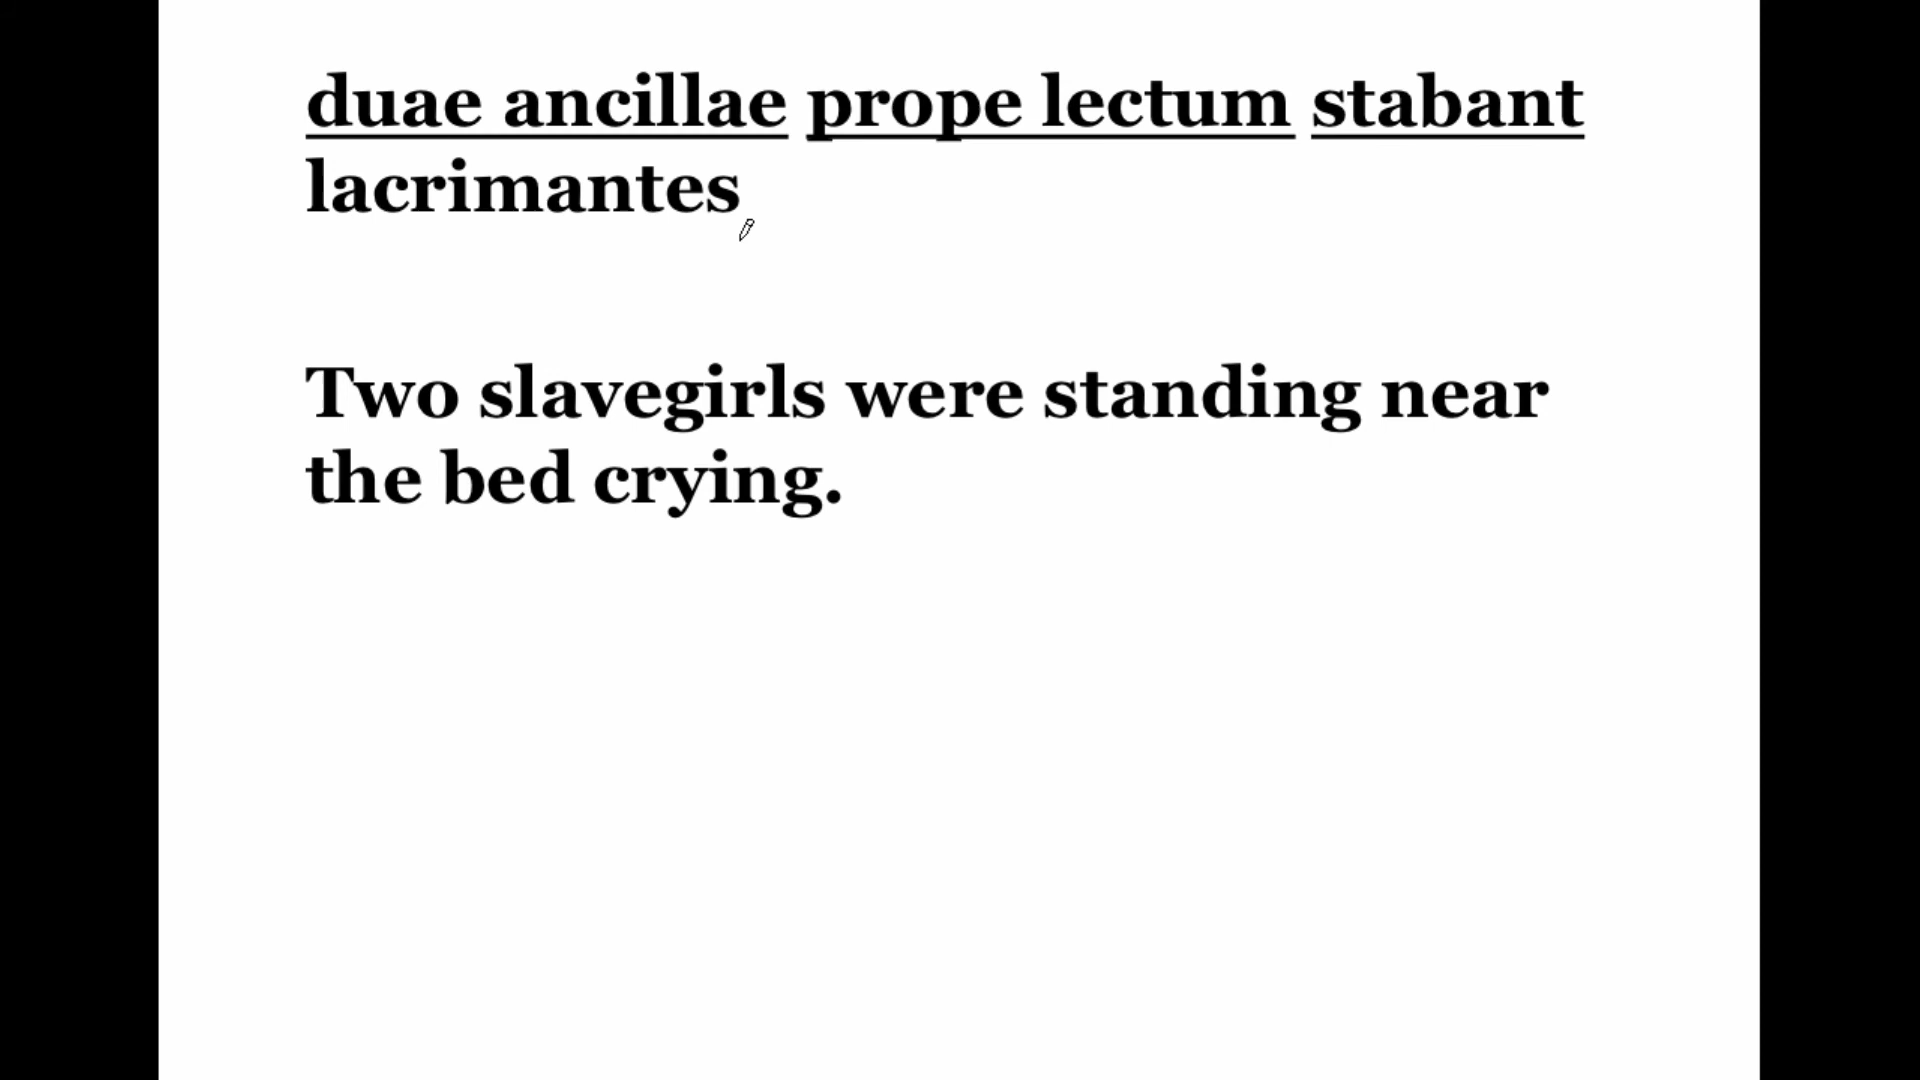 duae ancillae prope lectum stabant
lacrimantes
Two slavegirls were standing near
the bed crying.